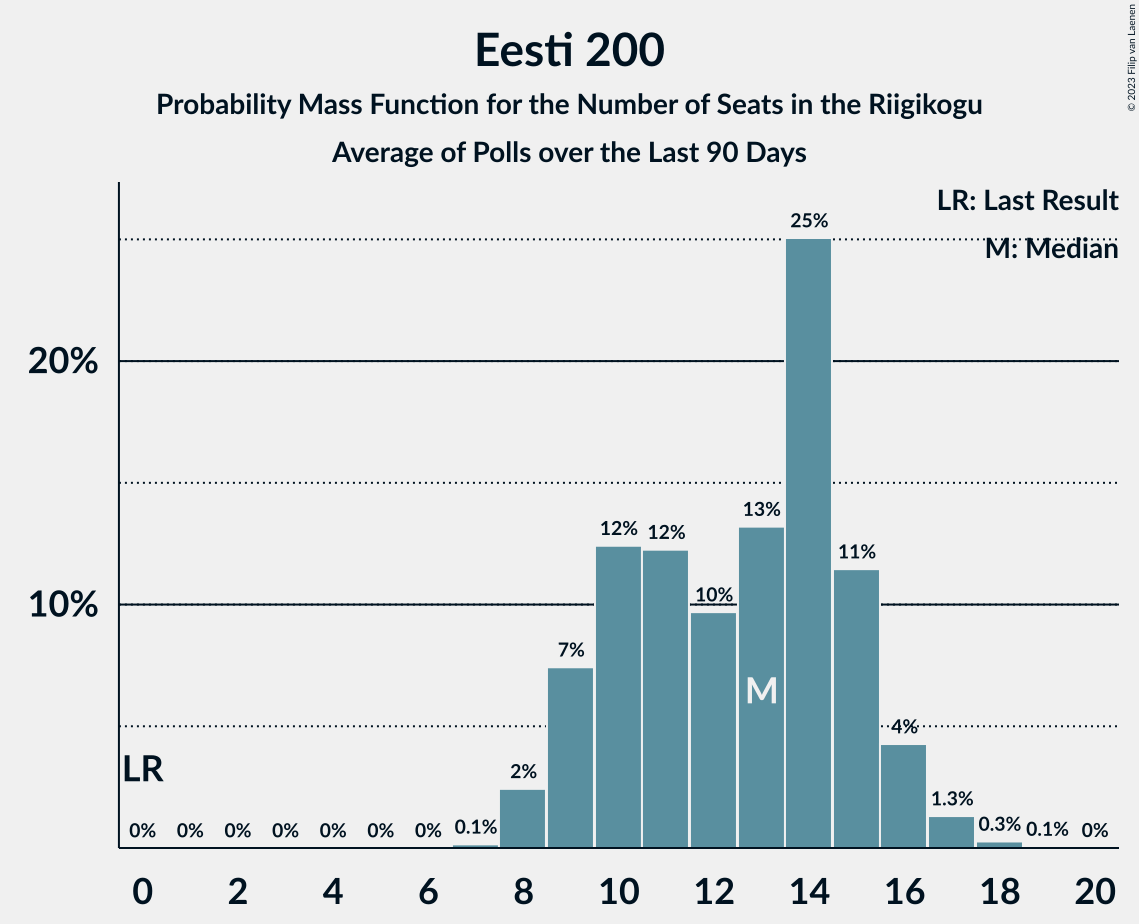 Eesti 200
Probability Mass Function for the Number of Seats in the Riigikogu
Average of Polls over the Last 90 Days
© 2023 Filip van Laenen
LR: Last Result
M: Median
25%
20%
13%
12%
12%
11%
10%
10%
7%
M
4%
LR
2%
1.3%
0% 0% 0% 0% 0% 0% 0% 0.1% 0.3% 0.1% 0%
0 2 4 6 8 10 12 14 16 18 20